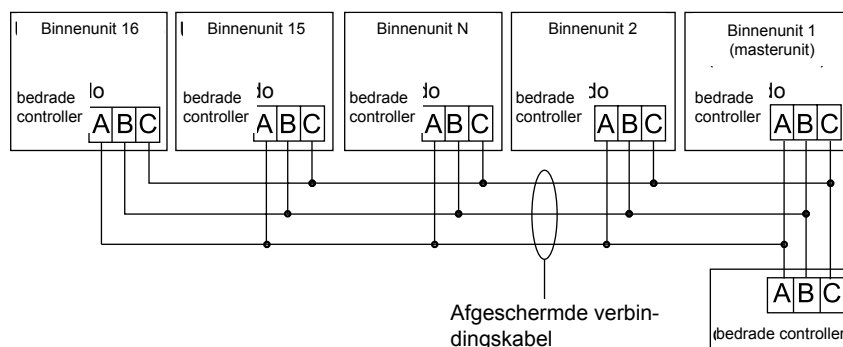 Binnenunit 16
Binnenunit 15
Binnenunit N
Binnenunit 2
Binnenunit 1
(masterunit)
bedrade
controller
A B C
bedrade
controller
A B C
bedrade
controller
A B C
bedrade
controller
A B C
bedrade
controller
A B C
A B C
bedrade controller
Afgeschermde verbin-
dingskabel